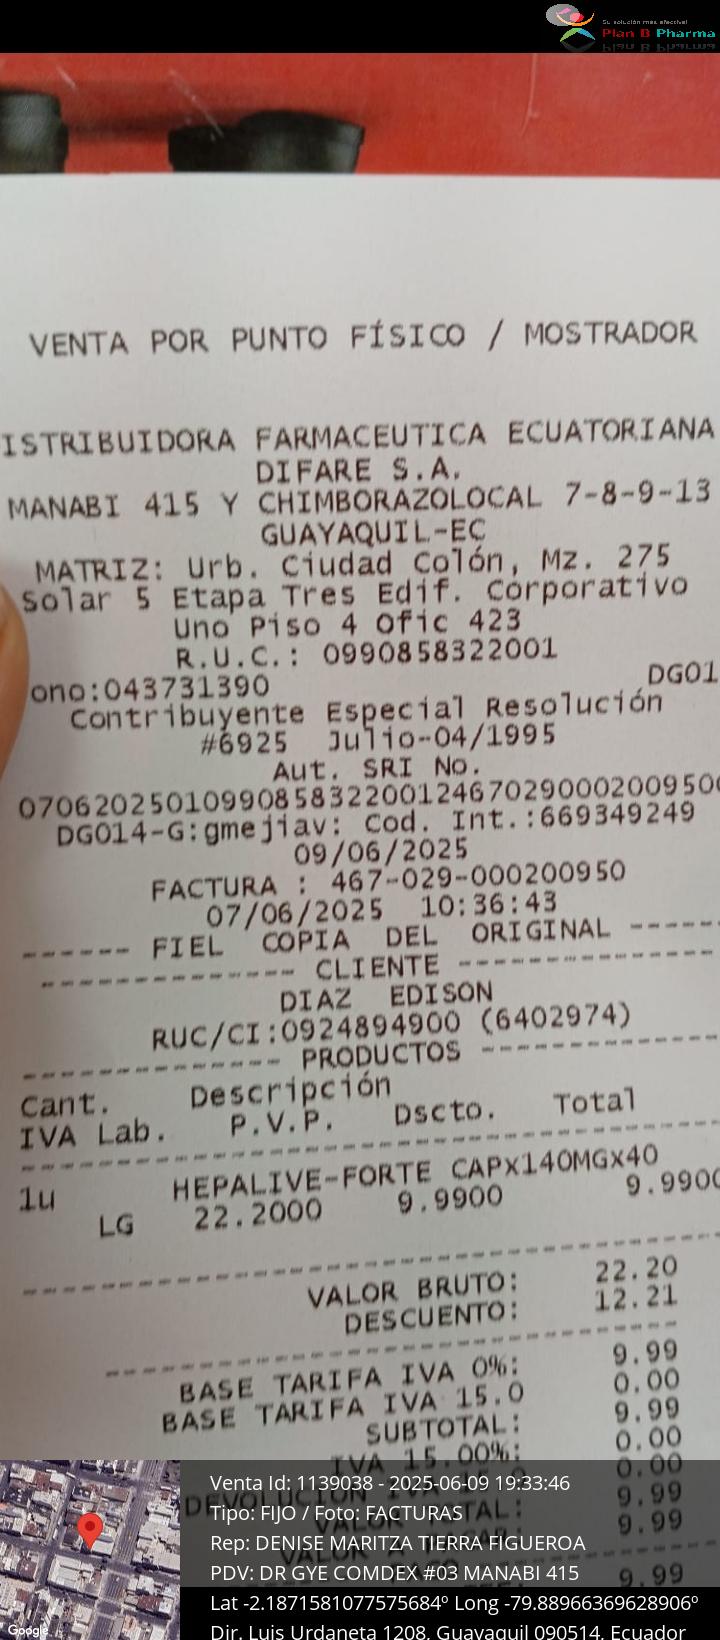 Su solución más efectiva!
Plan B Pharma
VENTA POR PUNTO FÍSICO / MOSTRADOR
ISTRIBUIDORA FARMACEUTICA ECUATORIANA
DIFARE S.A.
MANABI 415 Y CHIMBORAZOLOCAL 7-8-9-13
GUAYAQUIL-EC
MATRIZ: Urb. Ciudad Colón, Mz. 275
Solar 5 Etapa Tres Edif. Corporativo
Uno Piso 4 Ofic 423
R.U.C.: 0990858322001
ono:043731390 DG01
Contribuyente Especial Resolución
#6925 Julio-04/1995
Aut. SRI No.
070620250109908583220012467029000200950
DG014-G:gmejiav: Cod. Int.:669349249
09/06/2025
FACTURA : 467-029-000200950
07/06/2025 10:36:43
------ FIEL COPIA DEL ORIGINAL ------
-------------- CLIENTE --------------
DIAZ EDISON
RUC/CI:0924894900 (6402974)
-------------- PRODUCTOS --------------
Cant. Descripción
IVA Lab. P.V.P. Dscto. Total
1u HEPALIVE-FORTE CAPx140MGx40
LG 22.2000 9.9900 9.9900
VALOR BRUTO: 22.20
DESCUENTO: 12.21
BASE TARIFA IVA 0%: 9.99
BASE TARIFA IVA 15.0 0.00
SUBTOTAL: 9.99
IVA 15.00%: 0.00
DEVOLUCION 0.00
TOTAL: 9.99
VALOR A 9.99
9.99
Venta Id: 1139038 - 2025-06-09 19:33:46
Tipo: FIJO / Foto: FACTURAS
Rep: DENISE MARITZA TIERRA FIGUEROA
PDV: DR GYE COMDEX #03 MANABI 415
Lat -2.1871581077575684º Long -79.88966369628906º
Dir. Luis Urdaneta 1208, Guayaquil 090514, Ecuador
Google